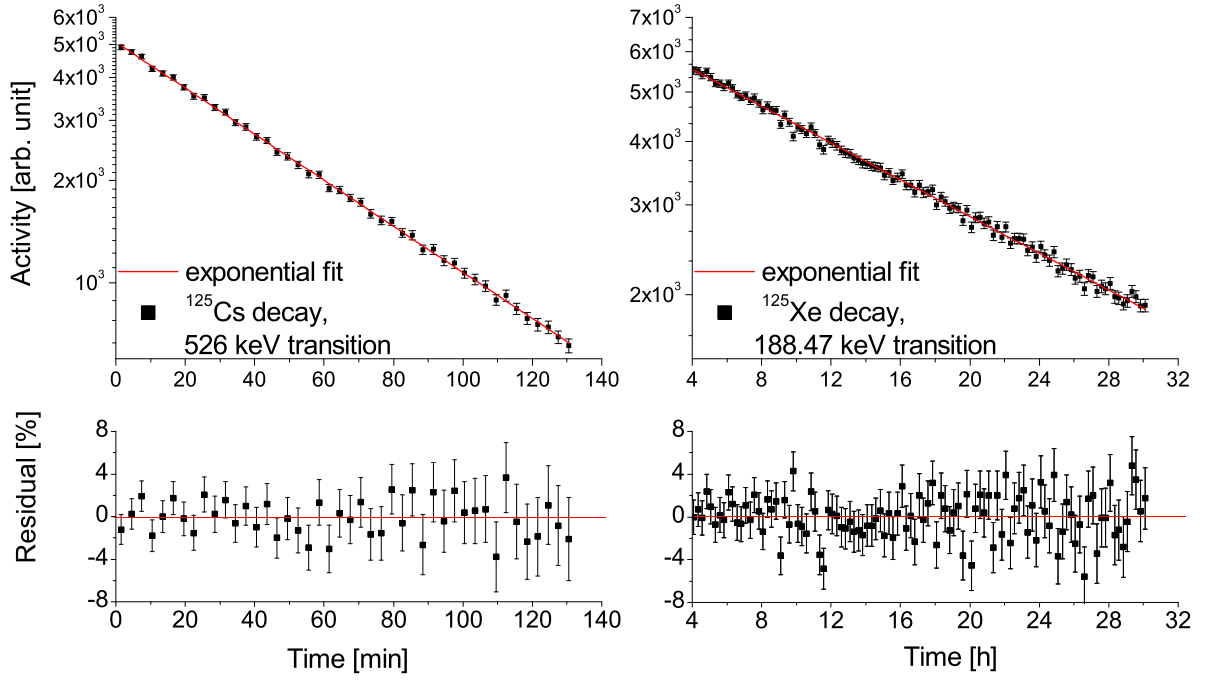 6x10³
5x10³
4x10³
3x10³
2x10³
10³
Activity [arb. unit]
exponential fit
¹²⁵Cs decay,
526 keV transition
0 20 40 60 80 100 120 140
7x10³
6x10³
5x10³
4x10³
3x10³
2x10³
exponential fit
¹²⁵Xe decay,
188.47 keV transition
4 8 12 16 20 24 28 32
8
4
0
-4
-8
Residual [%]
0 20 40 60 80 100 120 140
Time [min]
8
4
0
-4
-8
4 8 12 16 20 24 28 32
Time [h]